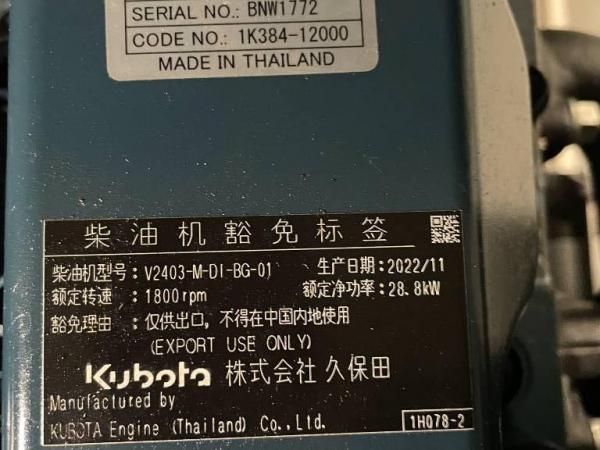 SERIAL NO. BNW1772
CODE NO. 1K384-12000
MADE IN THAILAND
柴油机豁免标签
柴油机型号：V2403-M-DI-BG-01 生产日期：2022/11
额定转速：1800rpm 额定净功率：28.8kW
豁免理由：仅供出口，不得在中国内地使用
(EXPORT USE ONLY)
Kubota 株式会社 久保田
Manufactured by
KUBOTA Engine (Thailand) Co.,Ltd.
1H078-2